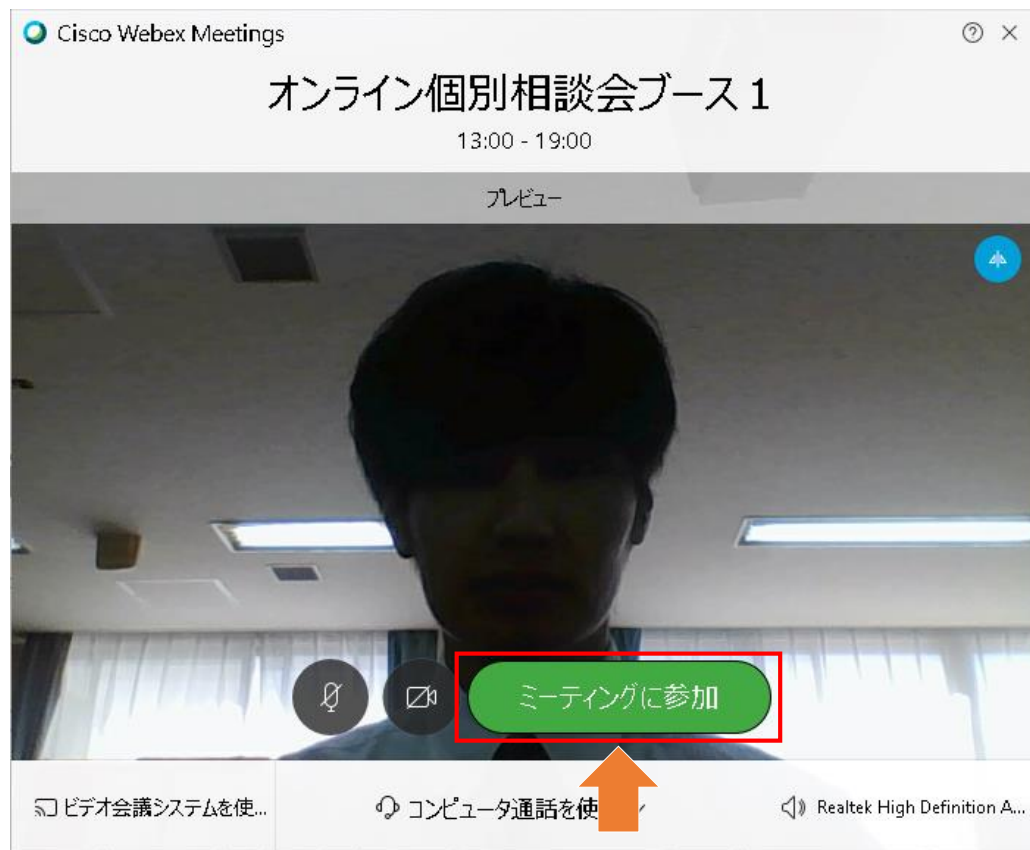 Cisco Webex Meetings
オンライン個別相談会ブース 1
13:00 - 19:00
プレビュー
ミーティングに参加
ビデオ会議システムを使...
コンピュータ通話を使
Realtek High Definition A...